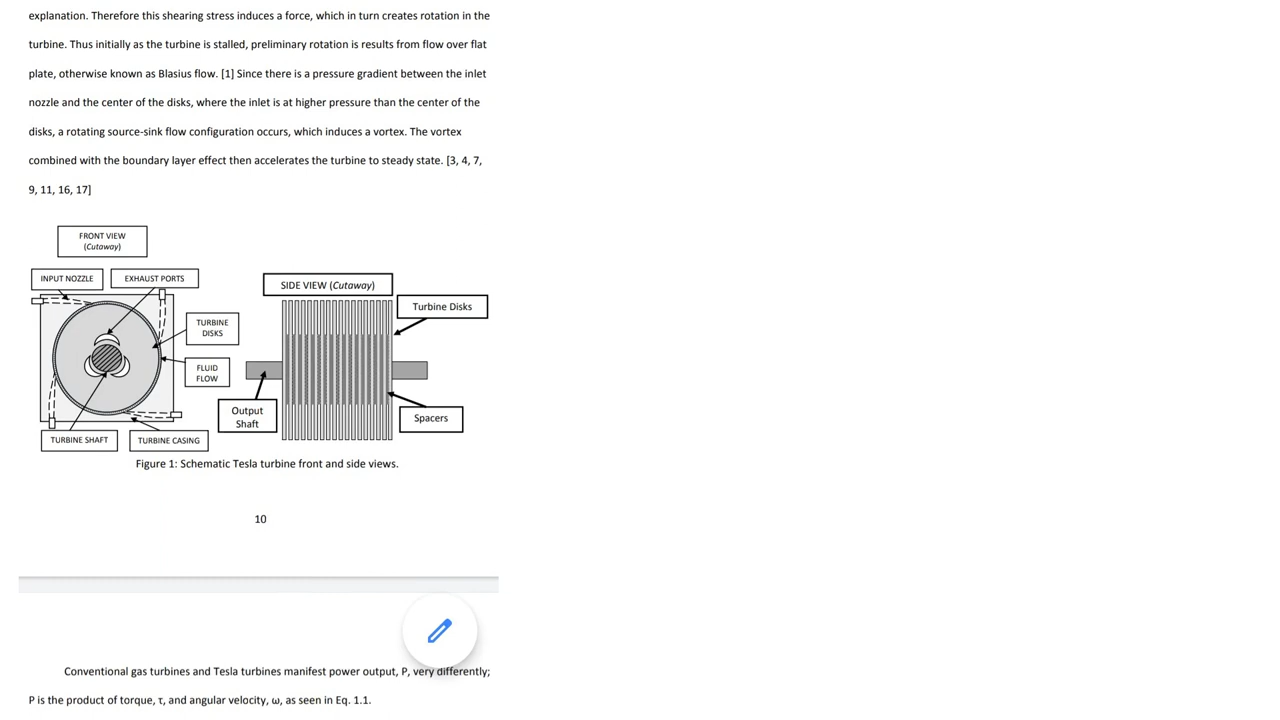 explanation. Therefore this shearing stress induces a force, which in turn creates rotation in the
turbine. Thus initially as the turbine is stalled, preliminary rotation is results from flow over flat
plate, otherwise known as Blasius flow. [1] Since there is a pressure gradient between the inlet
nozzle and the center of the disks, where the inlet is at higher pressure than the center of the
disks, a rotating source-sink flow configuration occurs, which induces a vortex. The vortex
combined with the boundary layer effect then accelerates the turbine to steady state. [3, 4, 7,
9, 11, 16, 17]
FRONT VIEW
(Cutaway)
INPUT NOZZLE
EXHAUST PORTS
TURBINE
DISKS
FLUID
FLOW
TURBINE SHAFT
TURBINE CASING
SIDE VIEW (Cutaway)
Turbine Disks
Output
Shaft
Spacers
Figure 1: Schematic Tesla turbine front and side views.
10
Conventional gas turbines and Tesla turbines manifest power output, P, very differently;
P is the product of torque, τ, and angular velocity, ω, as seen in Eq. 1.1.